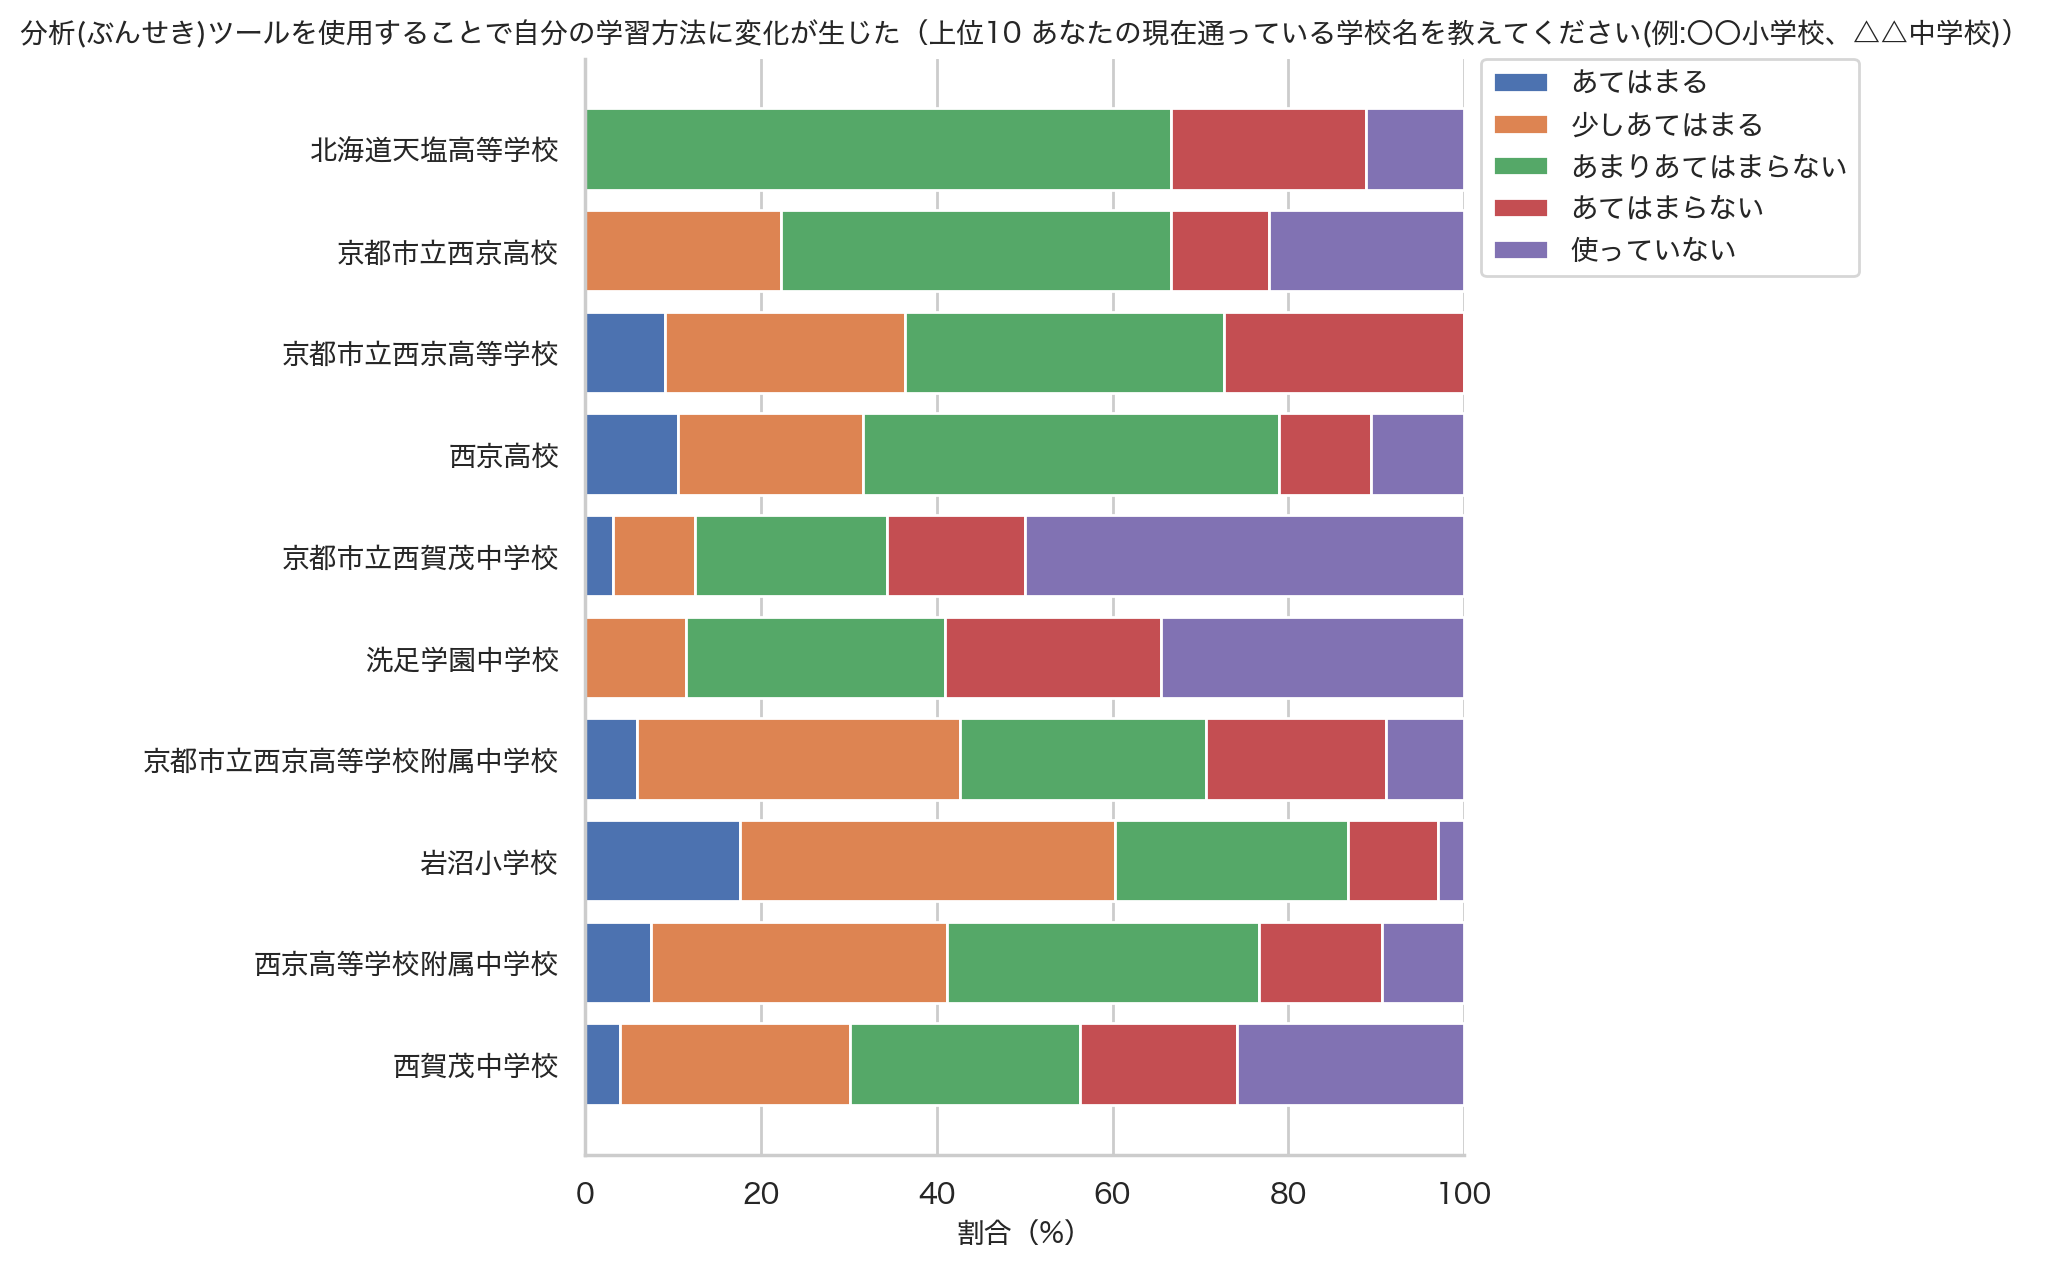 分析(ぶんせき)ツールを使用することで自分の学習方法に変化が生じた（上位10 あなたの現在通っている学校名を教えてください(例:〇〇小学校、△△中学校)）
あてはまる
少しあてはまる
あまりあてはまらない
あてはまらない
使っていない
北海道天塩高等学校
京都市立西京高校
京都市立西京高等学校
西京高校
京都市立西賀茂中学校
洗足学園中学校
京都市立西京高等学校附属中学校
岩沼小学校
西京高等学校附属中学校
西賀茂中学校
0 20 40 60 80 100
割合（%）